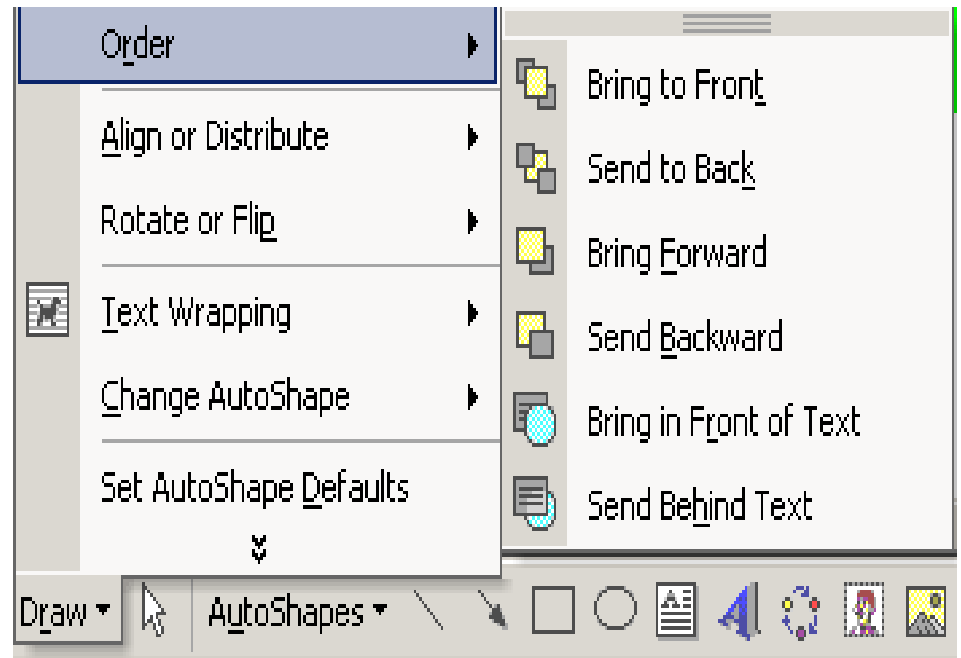 Order
Align or Distribute
Rotate or Flip
Text Wrapping
Change AutoShape
Set AutoShape Defaults
Bring to Front
Send to Back
Bring Forward
Send Backward
Bring in Front of Text
Send Behind Text
Draw
AutoShapes